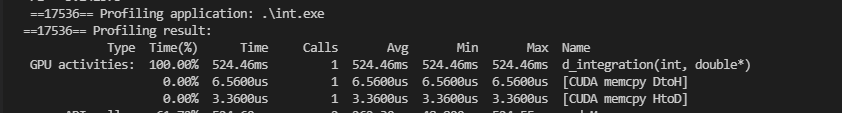 ==17536== Profiling application: .\int.exe
==17536== Profiling result:
Type Time(%) Time Calls Avg Min Max Name
GPU activities: 100.00% 524.46ms 1 524.46ms 524.46ms 524.46ms d_integration(int, double*)
0.00% 6.5600us 1 6.5600us 6.5600us 6.5600us [CUDA memcpy DtoH]
0.00% 3.3600us 1 3.3600us 3.3600us 3.3600us [CUDA memcpy HtoD]